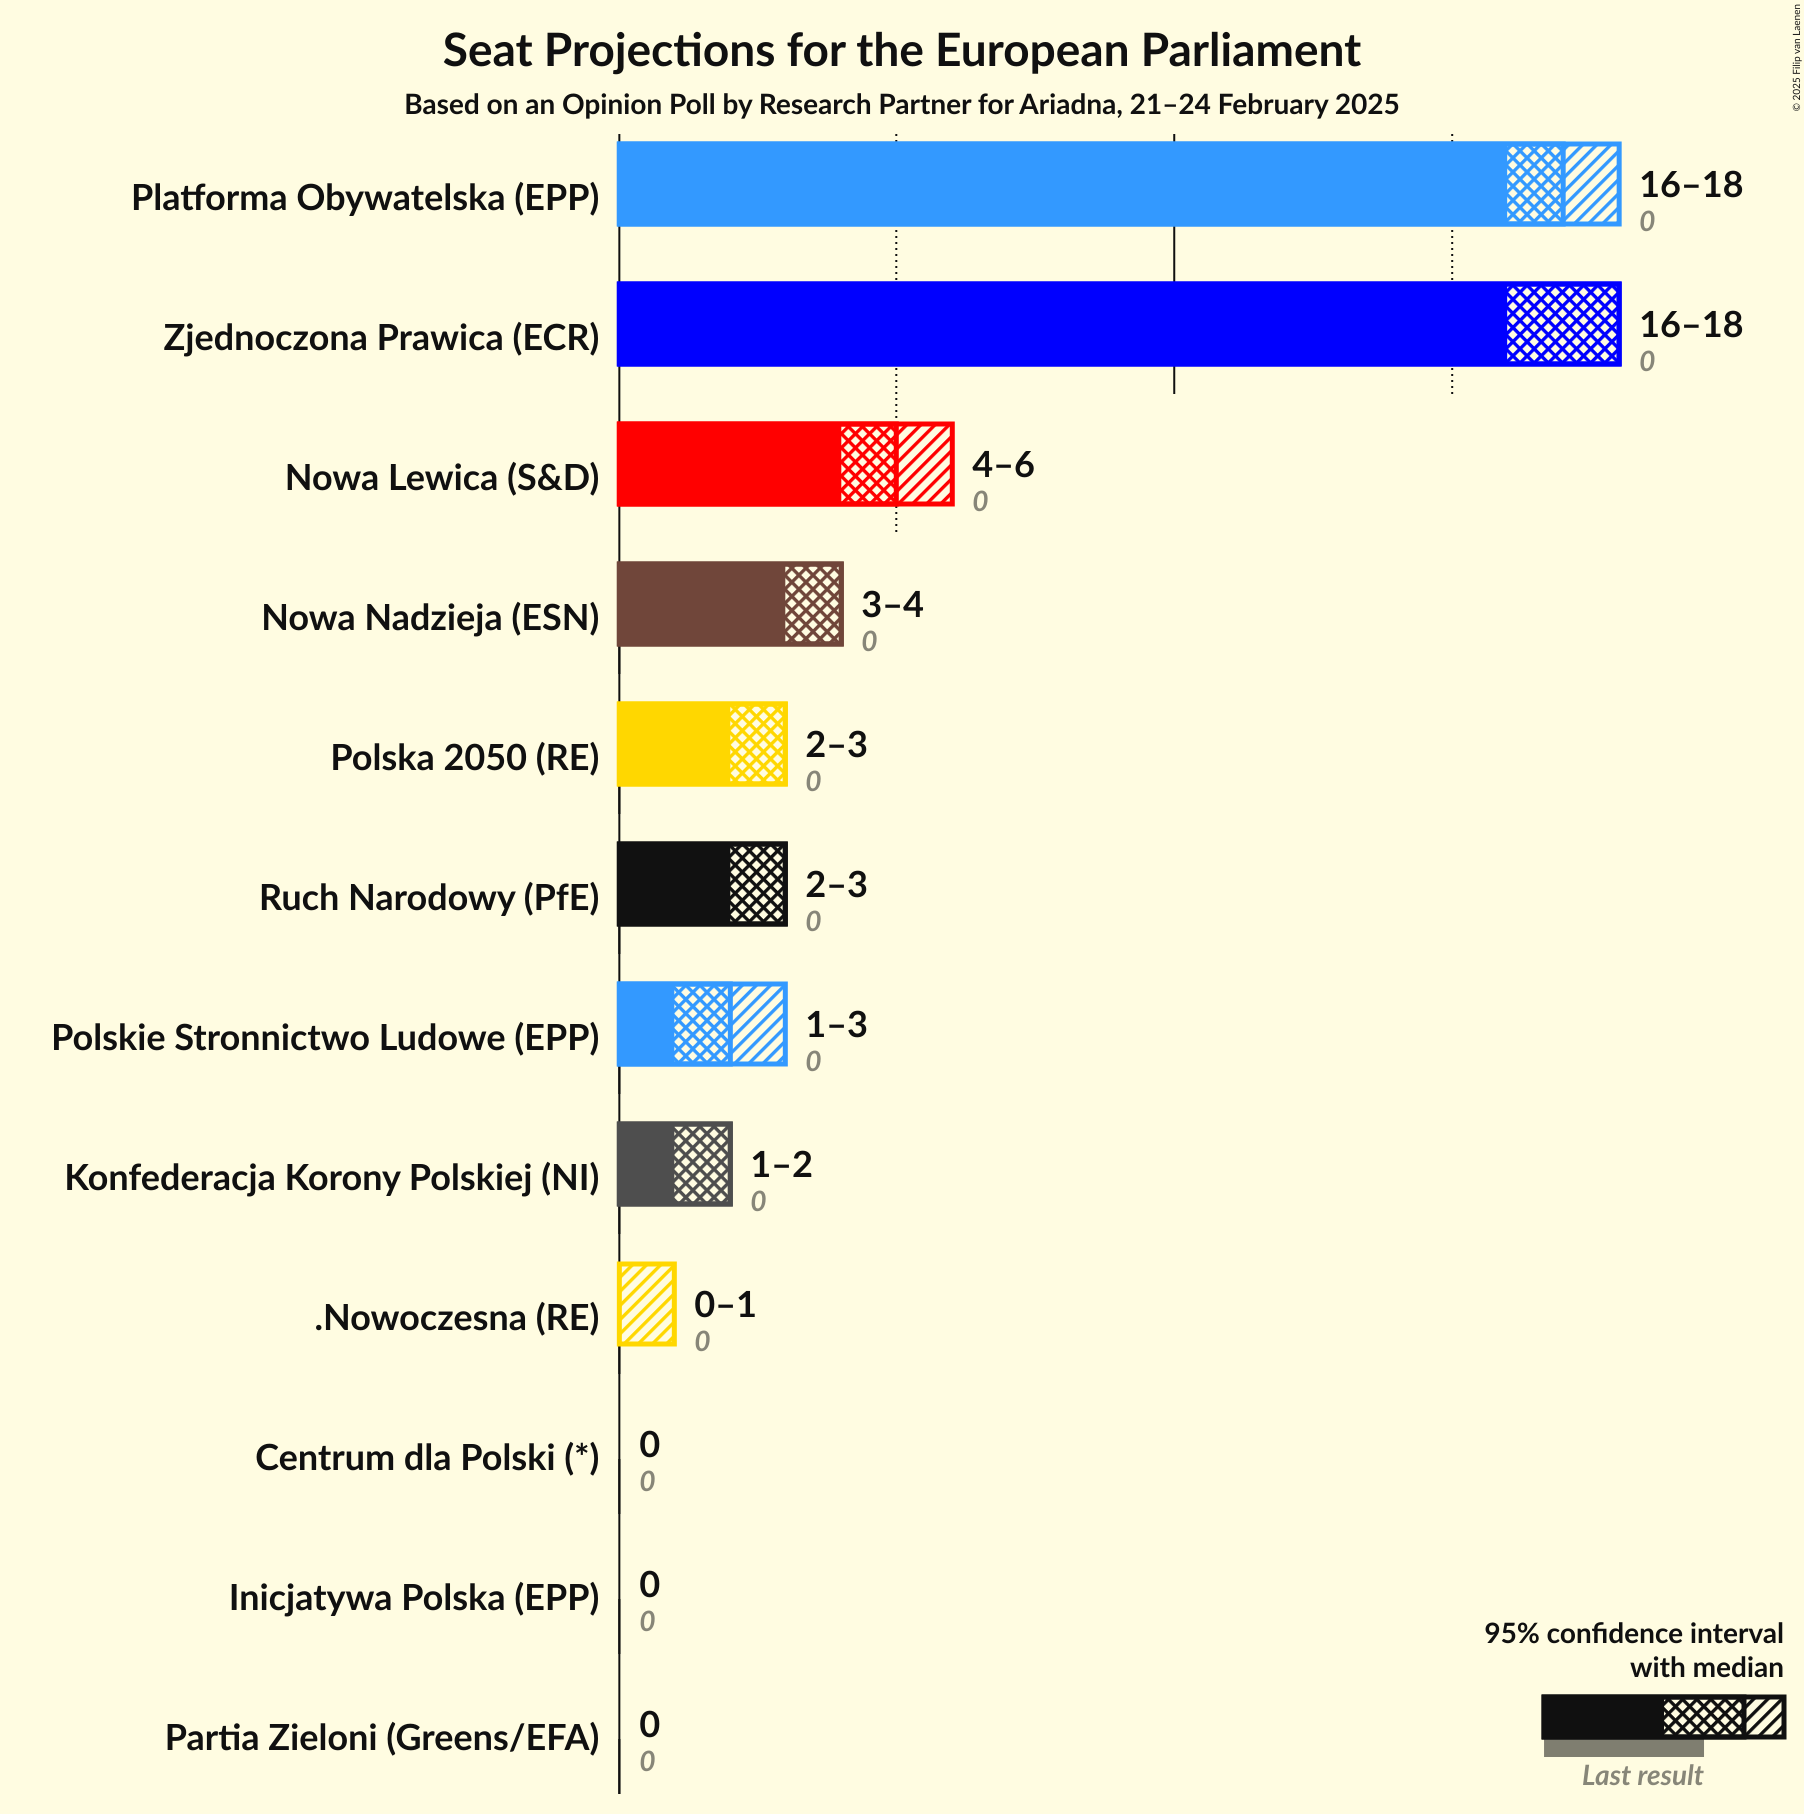 Seat Projections for the European Parliament
Based on an Opinion Poll by Research Partner for Ariadna, 21–24 February 2025
© 2025 Filip van Laenen
Platforma Obywatelska (EPP)
16–18
0
Zjednoczona Prawica (ECR)
16–18
0
Nowa Lewica (S&D)
4–6
0
Nowa Nadzieja (ESN)
3–4
0
Polska 2050 (RE)
2–3
0
Ruch Narodowy (PfE)
2–3
0
Polskie Stronnictwo Ludowe (EPP)
1–3
0
Konfederacja Korony Polskiej (NI)
1–2
0
.Nowoczesna (RE)
0–1
0
Centrum dla Polski (*)
0
0
Inicjatywa Polska (EPP)
0
0
Partia Zieloni (Greens/EFA)
0
0
95% confidence interval
with median
Last result